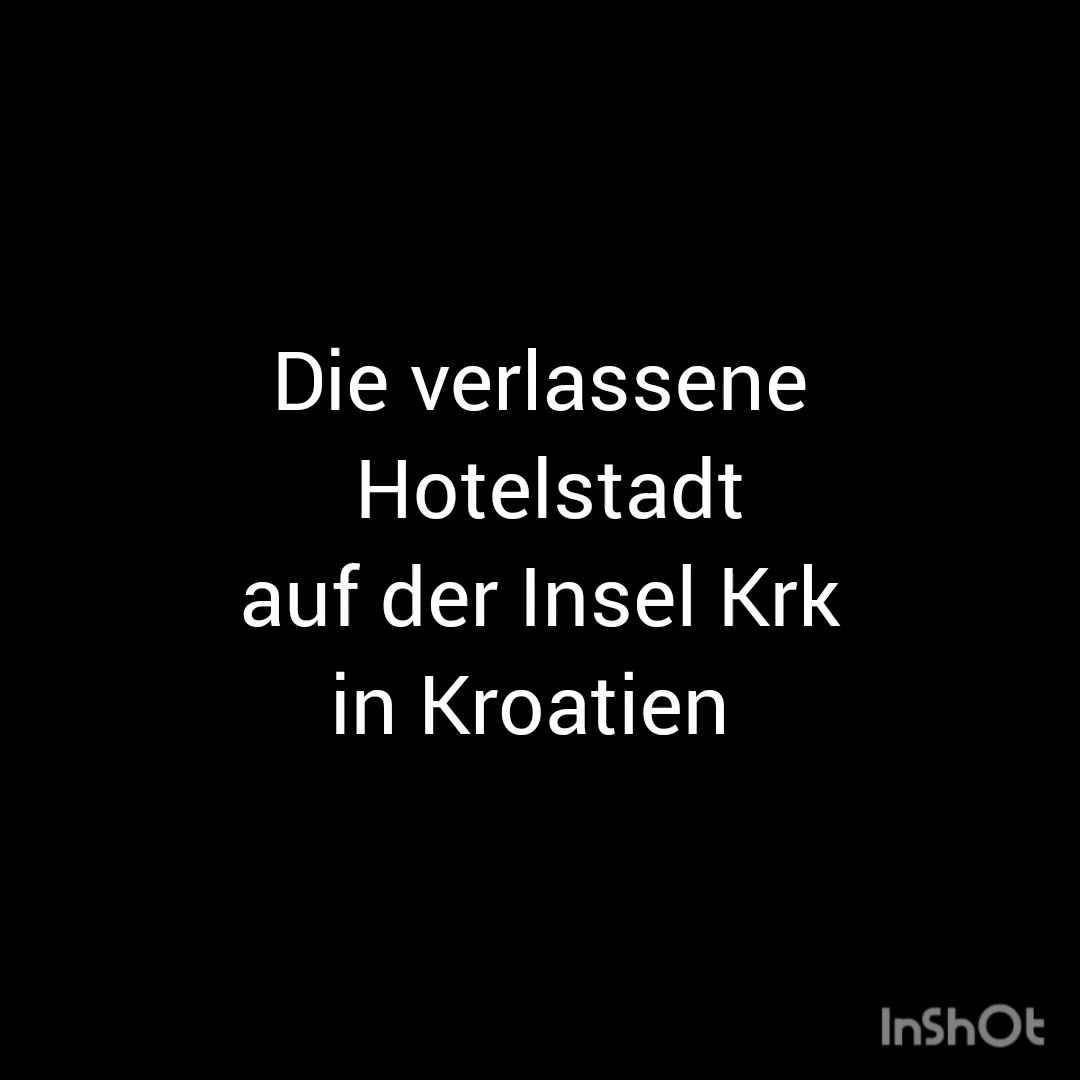 Die verlassene
Hotelstadt
auf der Insel Krk
in Kroatien
InShOt